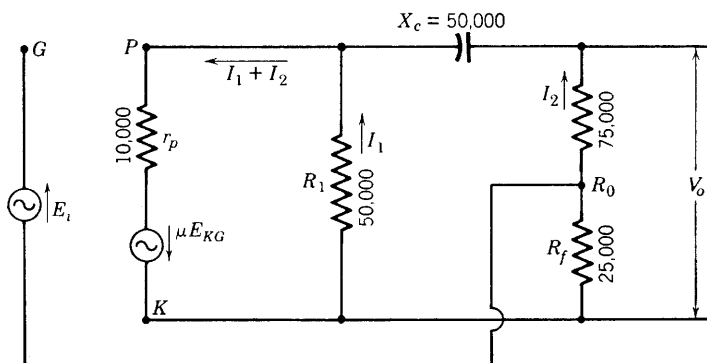 X_c = 50,000
G
P
I_1 + I_2
10,000
r_p
I_1
R_1
50,000
I_2
75,000
R_0
V_o
E_i
μE_KG
R_f
25,000
K